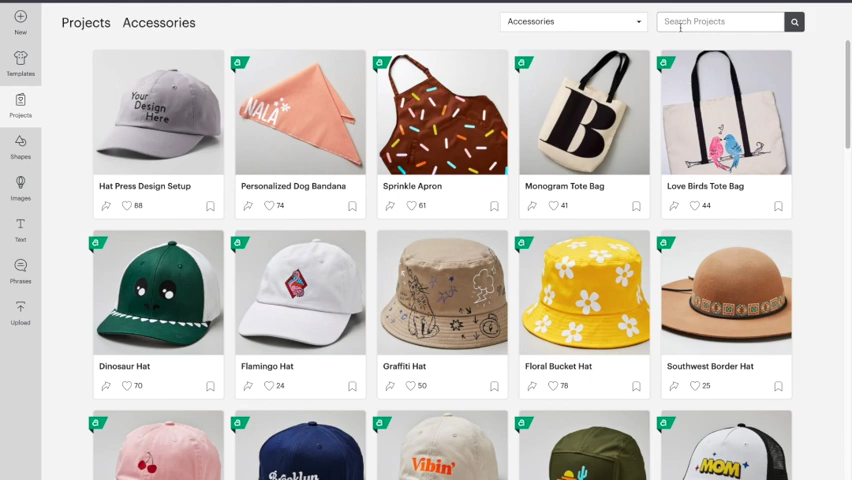 Projects Accessories
Accessories
Search Projects
New
Templates
Projects
Shapes
Images
Text
Phrases
Upload
Your
Design
Here
NALA
B
Hat Press Design Setup
Personalized Dog Bandana
Sprinkle Apron
Monogram Tote Bag
Love Birds Tote Bag
88
74
61
41
44
Dinosaur Hat
Flamingo Hat
Graffiti Hat
Floral Bucket Hat
Southwest Border Hat
70
24
50
78
25
Brooklyn
Vibin'
MOM